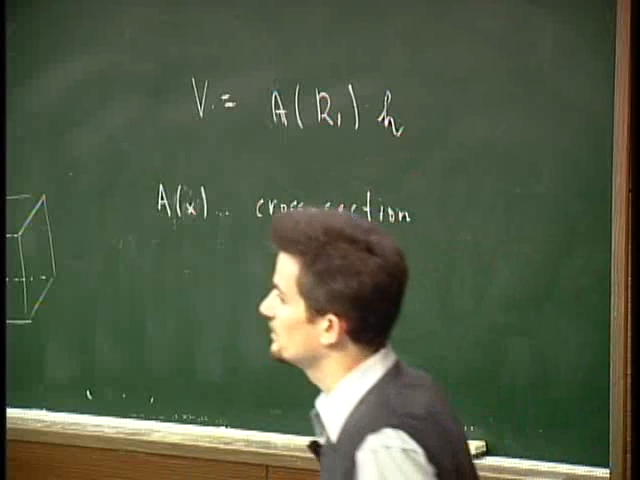 V = A(R₁) h
A(x) .. cross section